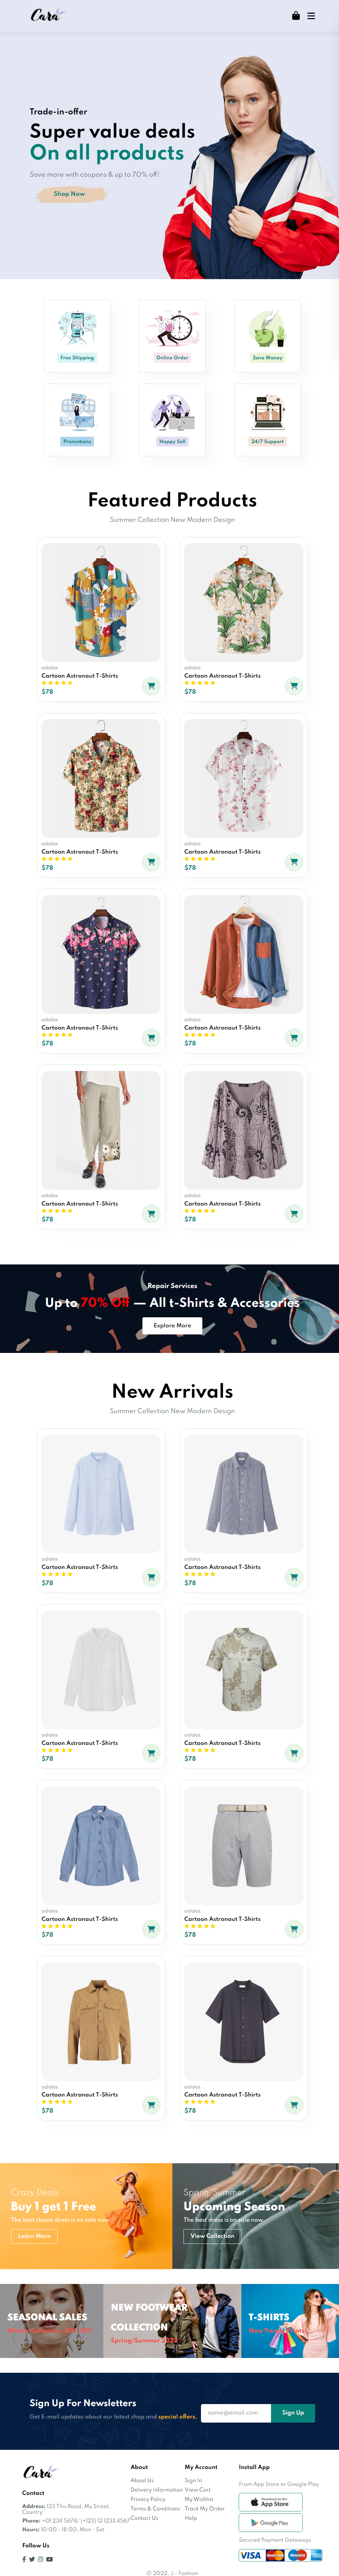 Cara
Trade-in-offer
Super value deals
On all products
Save more with coupons & up to 70% off!
Shop Now
Free Shipping
Online Order
Save Money
Promotions
Happy Sell
24/7 Support
Featured Products
Summer Collection New Modern Design
adidas
Cartoon Astronaut T-Shirts
$78
adidas
Cartoon Astronaut T-Shirts
$78
adidas
Cartoon Astronaut T-Shirts
$78
adidas
Cartoon Astronaut T-Shirts
$78
adidas
Cartoon Astronaut T-Shirts
$78
adidas
Cartoon Astronaut T-Shirts
$78
adidas
Cartoon Astronaut T-Shirts
$78
adidas
Cartoon Astronaut T-Shirts
$78
Repair Services
Up to 70% Off — All t-Shirts & Accessories
Explore More
New Arrivals
Summer Collection New Modern Design
adidas
Cartoon Astronaut T-Shirts
$78
adidas
Cartoon Astronaut T-Shirts
$78
adidas
Cartoon Astronaut T-Shirts
$78
adidas
Cartoon Astronaut T-Shirts
$78
adidas
Cartoon Astronaut T-Shirts
$78
adidas
Cartoon Astronaut T-Shirts
$78
adidas
Cartoon Astronaut T-Shirts
$78
adidas
Cartoon Astronaut T-Shirts
$78
Crazy Deals
Buy 1 get 1 Free
The best classic dress is on sale now
Learn More
Spring/Summer
Upcoming Season
The best dress is on sale now
View Collection
SEASONAL SALES
NEW FOOTWEAR
COLLECTION
Spring/Summer 2022
T-SHIRTS
Sign Up For Newsletters
Get E-mail updates about our latest shop and special offers.
name@email.com
Sign Up
Cara
Contact
Address: 123 This Road, My Street,
Country
Phone: +01 234 5678/ (+123) 12 1233 4567
Hours: 10:00 - 18:00, Mon - Sat
Follow Us
About
About Us
Delivery Information
Privacy Policy
Terms & Conditions
Contact Us
My Account
Sign In
View Cart
My Wishlist
Track My Order
Help
Install App
From App Store or Google Play
App Store
Google Play
Secured Payment Gateways
VISA
MasterCard
Maestro
© 2022, J - Fashion